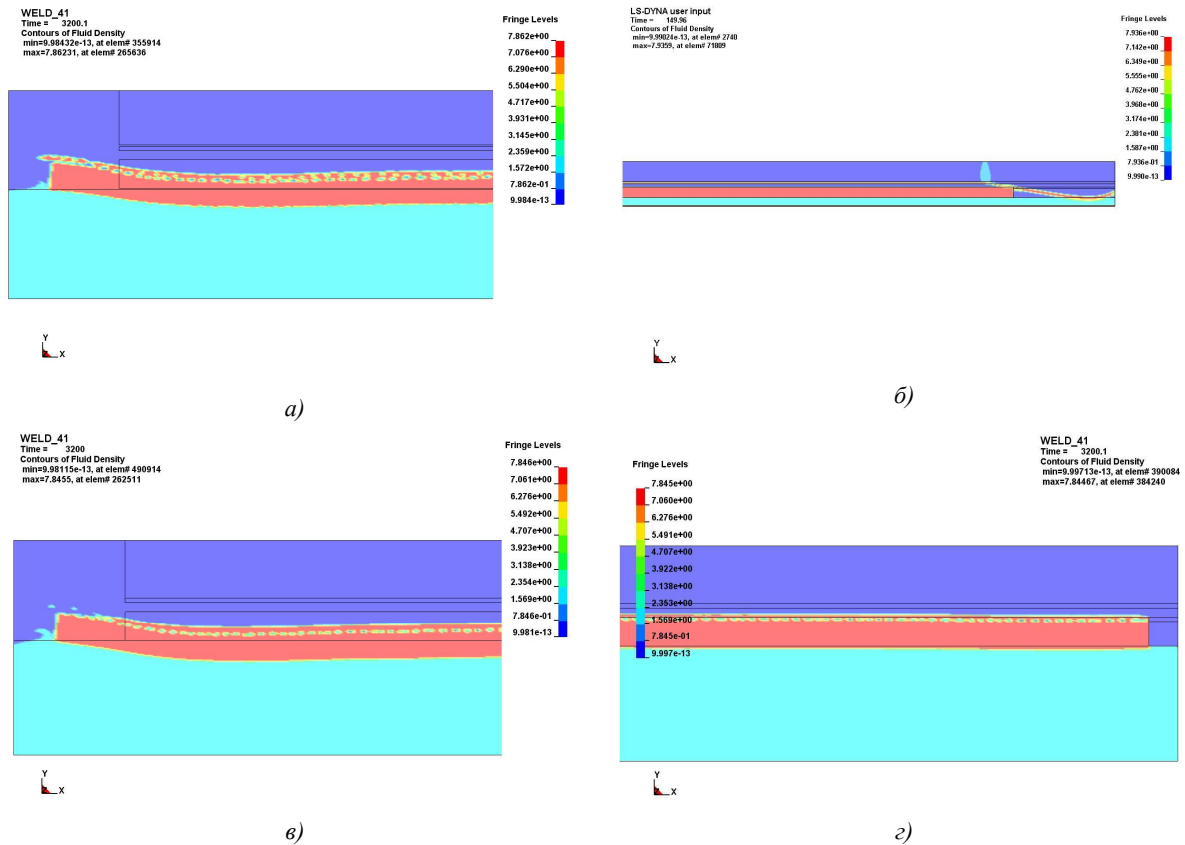 WELD_41
Time = 3200.1
Contours of Fluid Density
min=9.98432e-13, at elem# 355914
max=7.86231, at elem# 265636
Fringe Levels
7.862e+00
7.076e+00
6.290e+00
5.504e+00
4.717e+00
3.931e+00
3.145e+00
2.359e+00
1.572e+00
7.862e-01
9.984e-13
Y
X
а)
LS-DYNA user input
Time = 149.96
Contours of Fluid Density
min=9.99024e-13, at elem# 2740
max=7.9359, at elem# 71809
Fringe Levels
7.936e+00
7.142e+00
6.349e+00
5.555e+00
4.762e+00
3.968e+00
3.174e+00
2.381e+00
1.587e+00
7.936e-01
9.990e-13
Y
X
б)
WELD_41
Time = 3200
Contours of Fluid Density
min=9.98115e-13, at elem# 490914
max=7.8455, at elem# 262511
Fringe Levels
7.846e+00
7.061e+00
6.276e+00
5.492e+00
4.707e+00
3.923e+00
3.138e+00
2.354e+00
1.569e+00
7.846e-01
9.981e-13
Y
X
в)
WELD_41
Time = 3200.1
Contours of Fluid Density
min=9.99713e-13, at elem# 390084
max=7.84467, at elem# 384240
Fringe Levels
7.845e+00
7.060e+00
6.276e+00
5.491e+00
4.707e+00
3.922e+00
3.138e+00
2.353e+00
1.569e+00
7.845e-01
9.997e-13
Y
X
г)